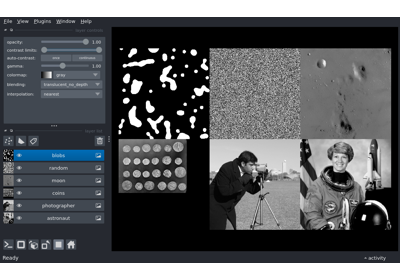 File View Plugins Window Help
opacity: 1.00
contrast limits:
auto-contrast: once continuous
gamma: 1.00
colormap: gray
blending: translucent_no_depth
interpolation: nearest
blobs
random
moon
coins
photographer
astronaut
Ready activity